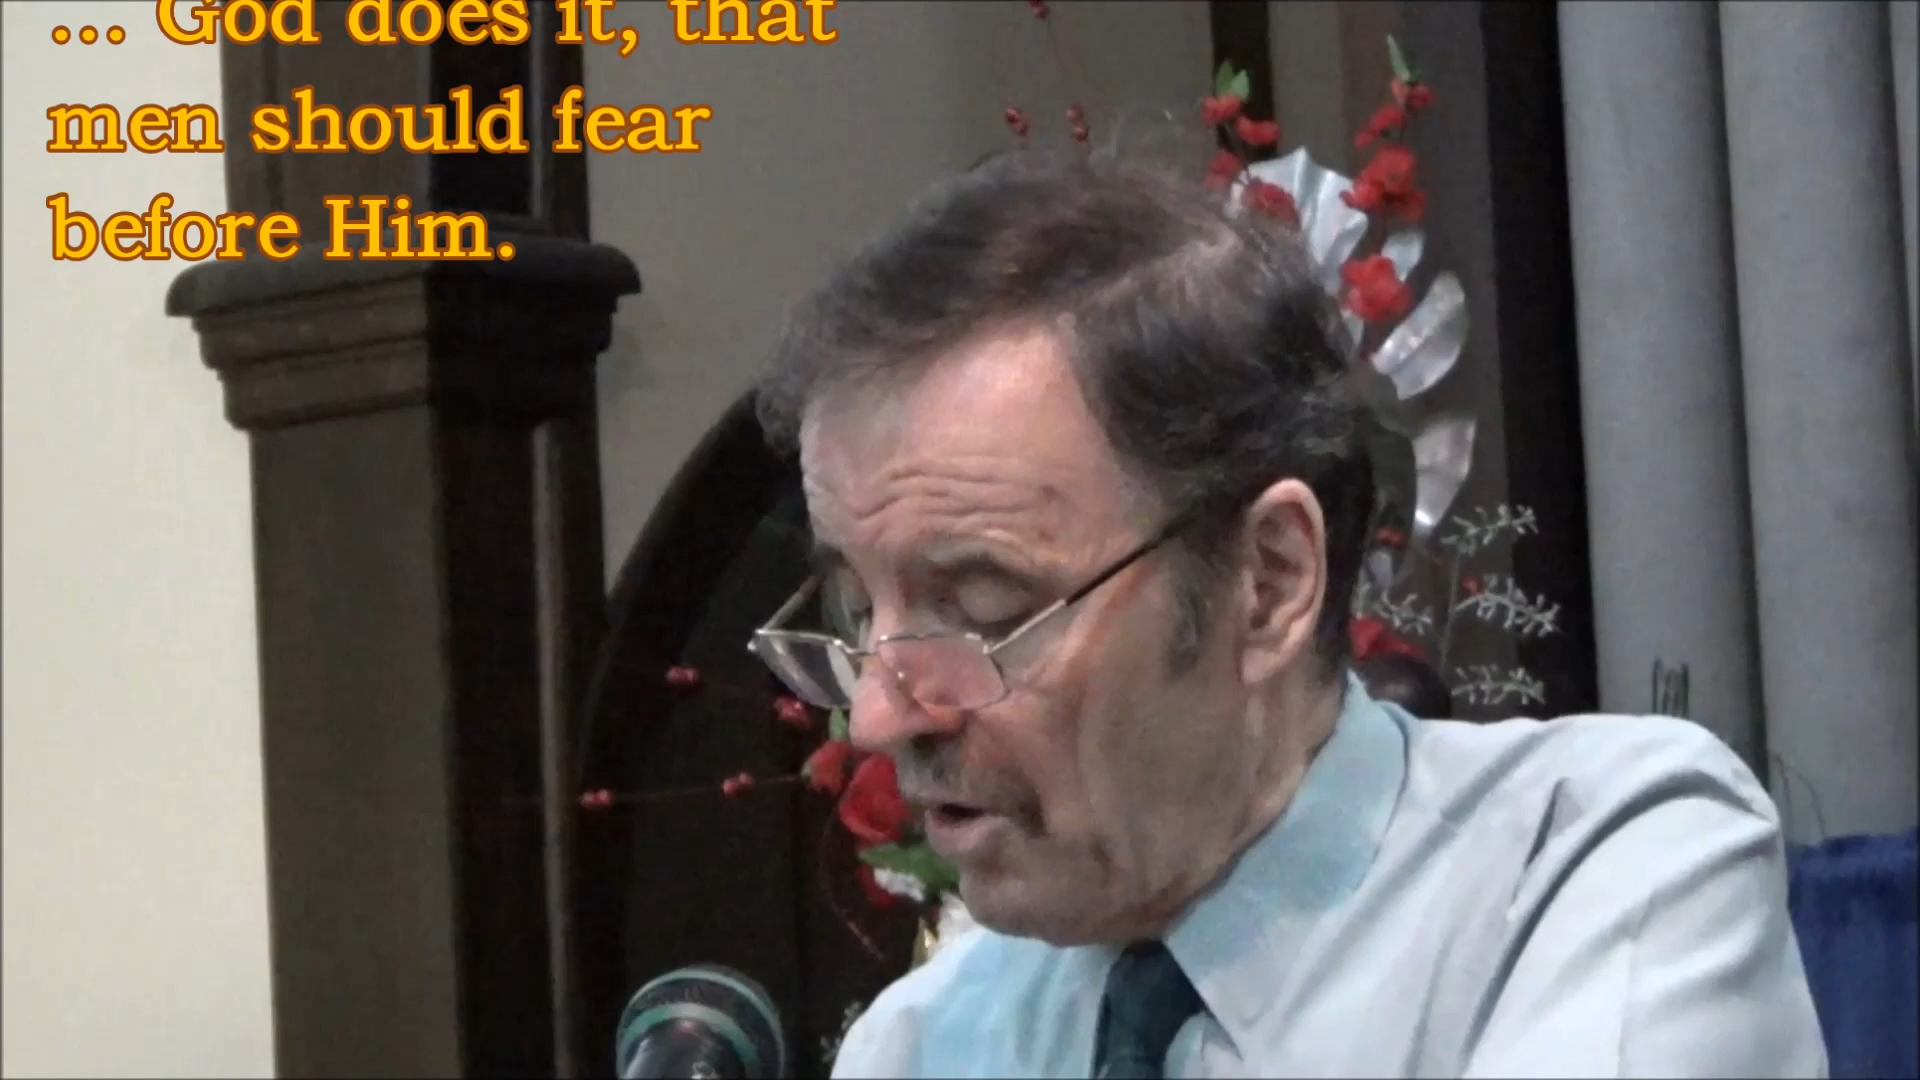 ... God does it, that
men should fear
before Him.